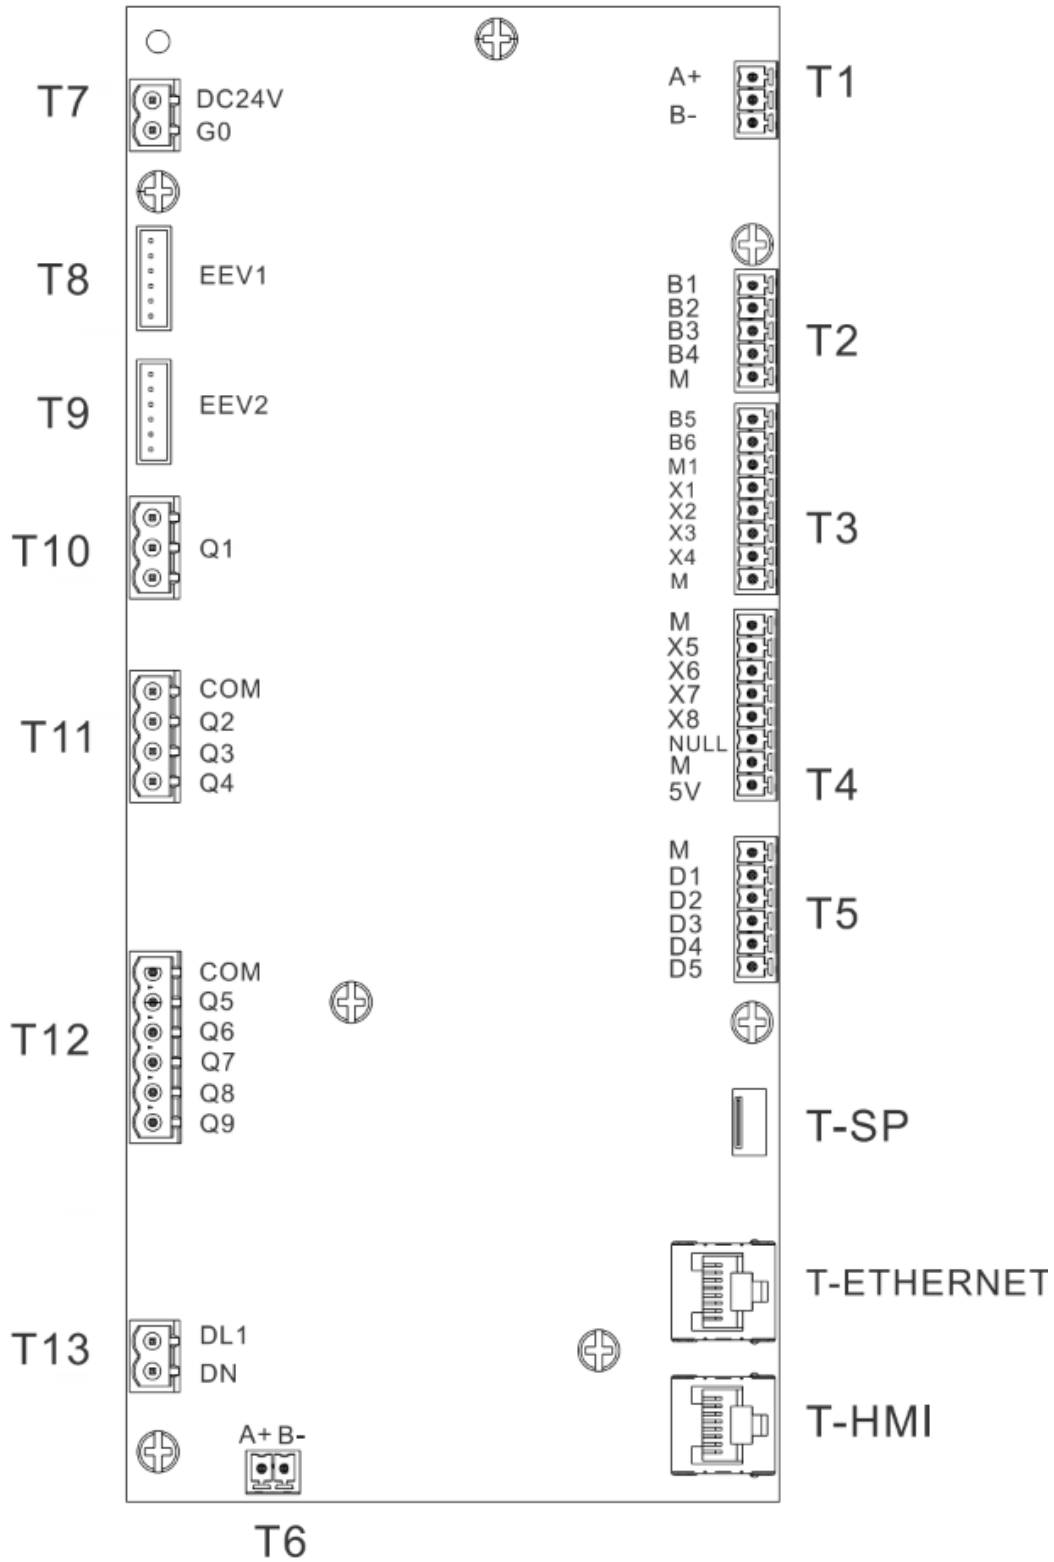 T7
DC24V
G0
T8
EEV1
T9
EEV2
T10
Q1
T11
COM
Q2
Q3
Q4
T12
COM
Q5
Q6
Q7
Q8
Q9
T13
DL1
DN
A+ B-
T6
A+
B-
T1
B1
B2
B3
B4
M
T2
B5
B6
M1
X1
X2
X3
X4
M
T3
M
X5
X6
X7
X8
NULL
M
5V
T4
M
D1
D2
D3
D4
D5
T5
T-SP
T-ETHERNET
T-HMI